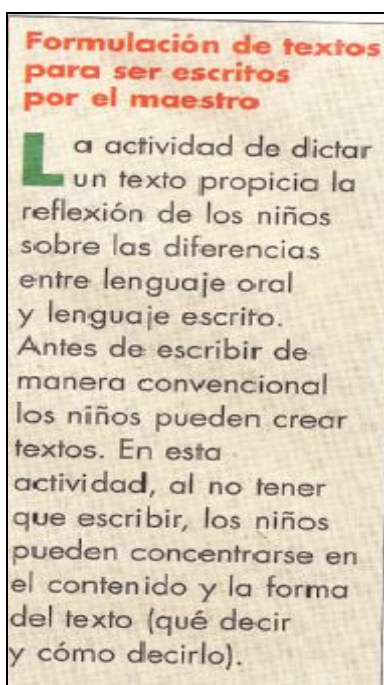 Formulación de textos
para ser escritos
por el maestro
La actividad de dictar
un texto propicia la
reflexión de los niños
sobre las diferencias
entre lenguaje oral
y lenguaje escrito.
Antes de escribir de
manera convencional
los niños pueden crear
textos. En esta
actividad, al no tener
que escribir, los niños
pueden concentrarse en
el contenido y la forma
del texto (qué decir
y cómo decirlo).